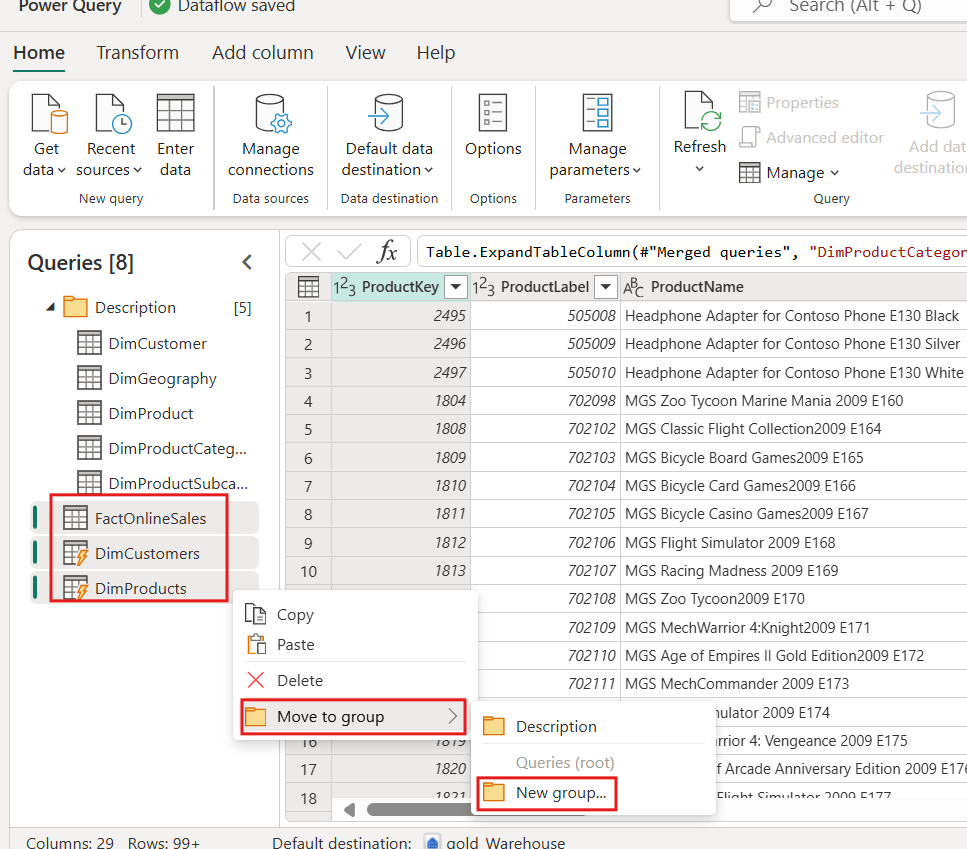 Power Query
Dataflow saved
Search (Alt + Q)
Home Transform Add column View Help
Get data
Recent sources
Enter data
New query
Manage connections
Data sources
Default data destination
Data destination
Options
Options
Manage parameters
Parameters
Refresh
Properties
Advanced editor
Manage
Query
Add dat
destination
Queries [8]
fx
Table.ExpandTableColumn(#"Merged queries", "DimProductCategor
Description [5]
DimCustomer
DimGeography
DimProduct
DimProductCateg...
DimProductSubca...
FactOnlineSales
DimCustomers
DimProducts
123 ProductKey 123 ProductLabel ABC ProductName
1 2495 505008 Headphone Adapter for Contoso Phone E130 Black
2 2496 505009 Headphone Adapter for Contoso Phone E130 Silver
3 2497 505010 Headphone Adapter for Contoso Phone E130 White
4 1804 702098 MGS Zoo Tycoon Marine Mania 2009 E160
5 1808 702102 MGS Classic Flight Collection2009 E164
6 1809 702103 MGS Bicycle Board Games2009 E165
7 1810 702104 MGS Bicycle Card Games2009 E166
8 1811 702105 MGS Bicycle Casino Games2009 E167
9 1812 702106 MGS Flight Simulator 2009 E168
10 1813 702107 MGS Racing Madness 2009 E169
702108 MGS Zoo Tycoon2009 E170
702109 MGS MechWarrior 4:Knight2009 E171
702110 MGS Age of Empires II Gold Edition2009 E172
702111 MGS MechCommander 2009 E173
mulator 2009 E174
16 1819 rrior 4: Vengeance 2009 E175
17 1820 f Arcade Anniversary Edition 2009 E176
18 1821 Flight Simulator 2009 E177
Copy
Paste
Delete
Move to group
Description
Queries (root)
New group...
Columns: 29 Rows: 99+ Default destination: gold_Warehouse